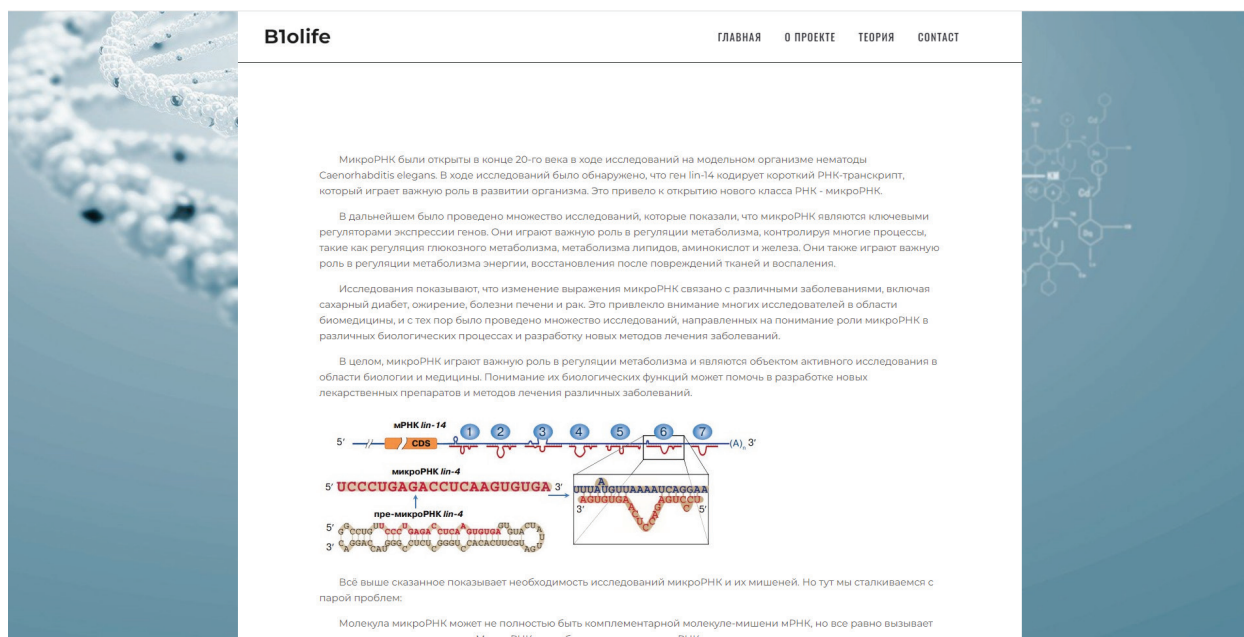 B1olife
ГЛАВНАЯ О ПРОЕКТЕ ТЕОРИЯ CONTACT
МикроРНК были открыты в конце 20-го века в ходе исследований на модельном организме нематоды
Caenorhabditis elegans. В ходе исследований было обнаружено, что ген lin-14 кодирует короткий РНК-транскрипт,
который играет важную роль в развитии организма. Это привело к открытию нового класса РНК - микроРНК.
В дальнейшем было проведено множество исследований, которые показали, что микроРНК являются ключевыми
регуляторами экспрессии генов. Они играют важную роль в регуляции метаболизма, контролируя многие процессы,
такие как регуляция глюкозного метаболизма, метаболизма липидов, аминокислот и железа. Они также играют важную
роль в регуляции метаболизма энергии, восстановления после повреждений тканей и воспаления.
Исследования показывают, что изменение выражения микроРНК связано с различными заболеваниями, включая
сахарный диабет, ожирение, болезни печени и рак. Это привлекло внимание многих исследователей в области
биомедицины, и с тех пор было проведено множество исследований, направленных на понимание роли микроРНК в
различных биологических процессах и разработку новых методов лечения заболеваний.
В целом, микроРНК играют важную роль в регуляции метаболизма и являются объектом активного исследования в
области биологии и медицины. Понимание их биологических функций может помочь в разработке новых
лекарственных препаратов и методов лечения различных заболеваний.
мРНК lin-14
1 2 3 4 5 6 7
5' CDS (A)n 3'
микроРНК lin-4
5' UCCCUGAGACCUCAAGUGUGA 3'
UUUAUGUUAAAAUCAGGAA
3' 5'
пре-микроРНК lin-4
5'
3'
Всё выше сказанное показывает необходимость исследований микроРНК и их мишеней. Но тут мы сталкиваемся с
парой проблем:
Молекула микроРНК может не полностью быть комплементарной молекуле-мишени мРНК, но все равно вызывает